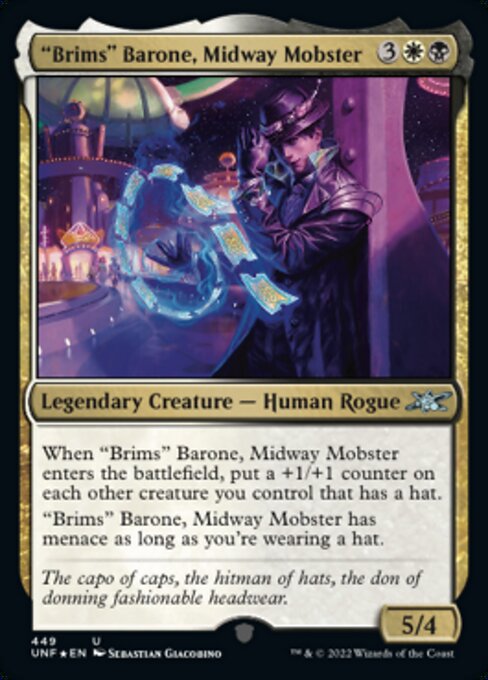 “Brims” Barone, Midway Mobster 3
Legendary Creature — Human Rogue
When “Brims” Barone, Midway Mobster
enters the battlefield, put a +1/+1 counter on
each other creature you control that has a hat.
“Brims” Barone, Midway Mobster has
menace as long as you’re wearing a hat.
The capo of caps, the hitman of hats, the don of
donning fashionable headwear.
5/4
449 U
UNF★EN Sebastian Giacobino
™ & © 2022 Wizards of the Coast